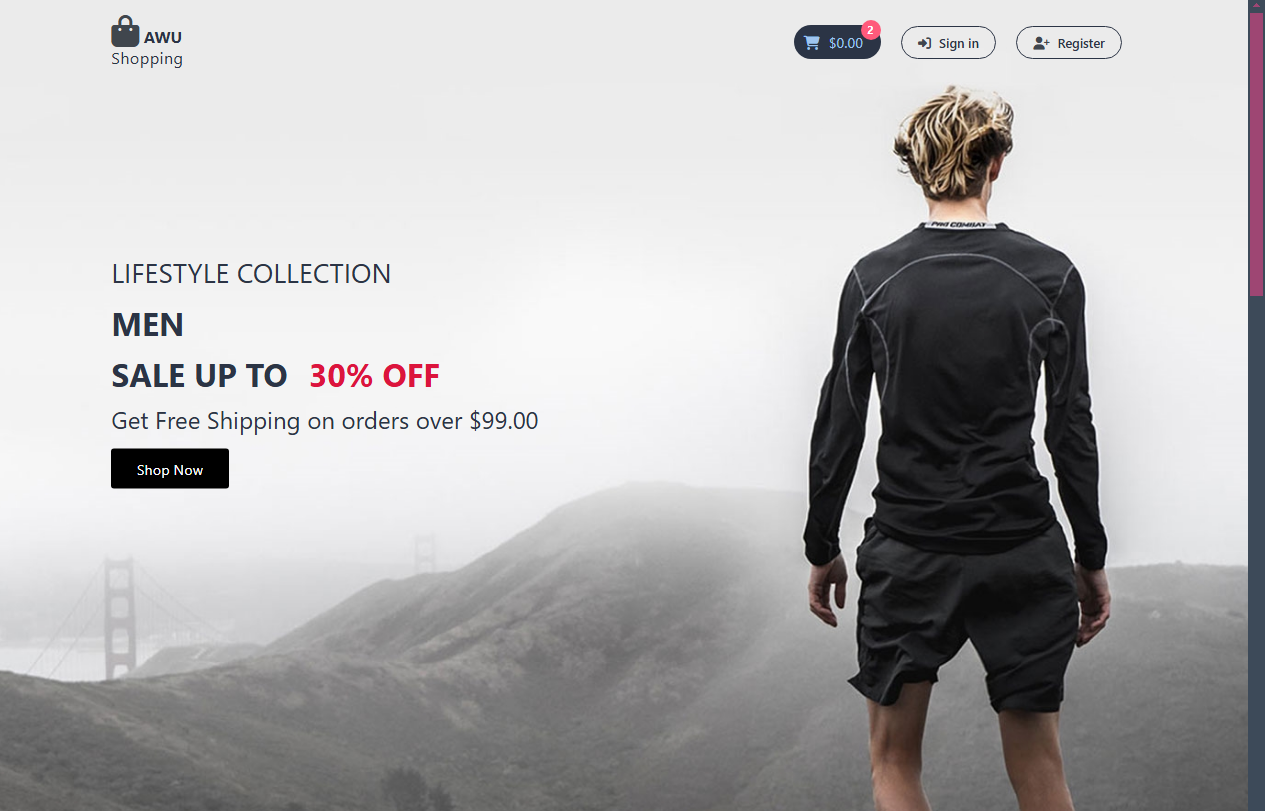 AWU
Shopping
$0.00
2
Sign in
Register
PRO COMBAT
LIFESTYLE COLLECTION
MEN
SALE UP TO 30% OFF
Get Free Shipping on orders over $99.00
Shop Now